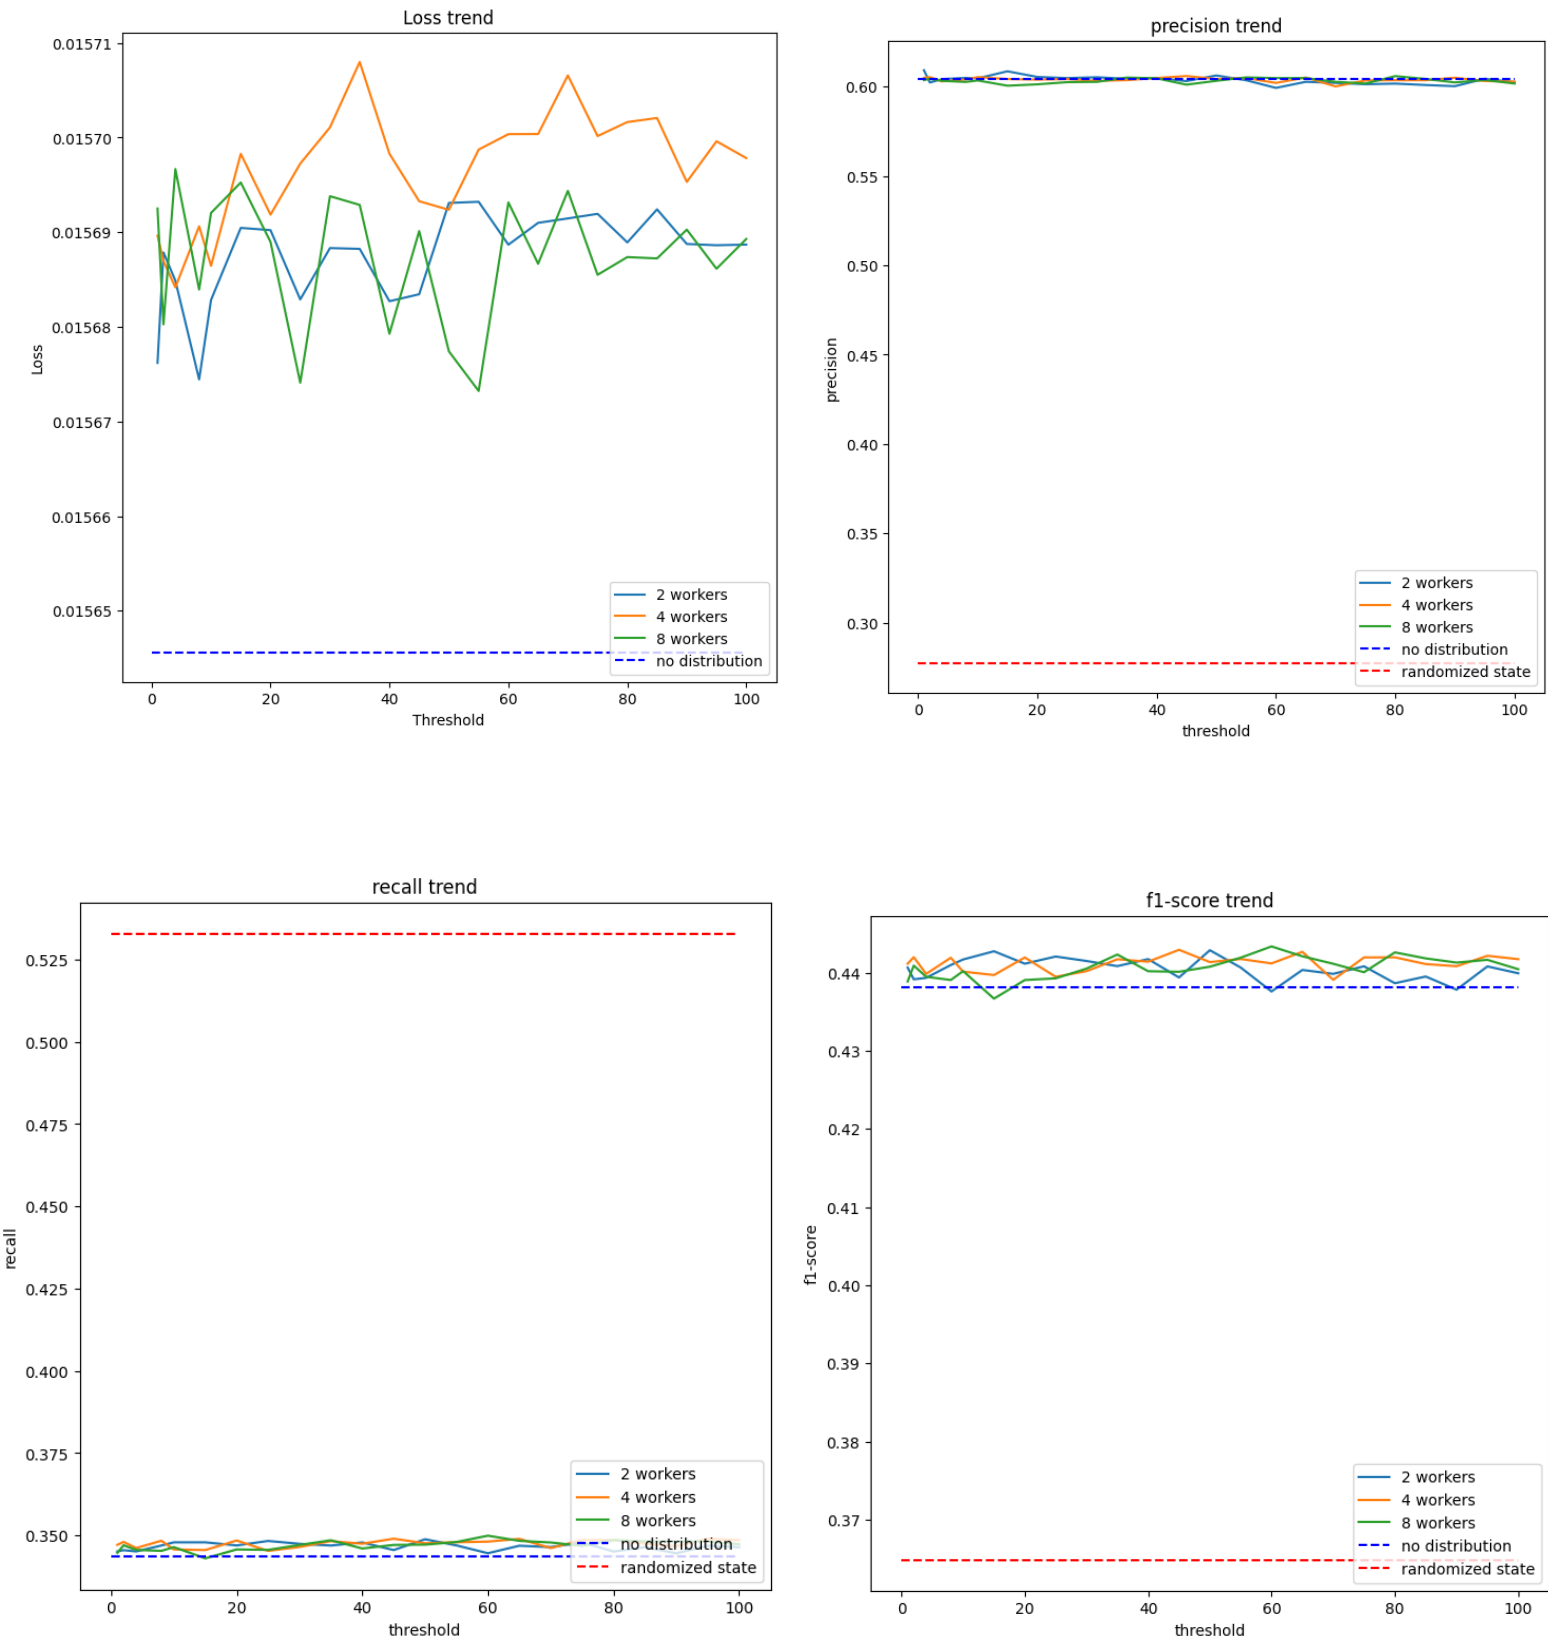 Loss trend
0.01571
0.01570
0.01569
0.01568
0.01567
0.01566
0.01565
Loss
0
20
40
60
80
100
Threshold
2 workers
4 workers
8 workers
no distribution
precision trend
0.60
0.55
0.50
0.45
0.40
0.35
0.30
precision
0
20
40
60
80
100
threshold
2 workers
4 workers
8 workers
no distribution
randomized state
recall trend
0.525
0.500
0.475
0.450
0.425
0.400
0.375
0.350
recall
0
20
40
60
80
100
threshold
2 workers
4 workers
8 workers
no distribution
randomized state
f1-score trend
0.44
0.43
0.42
0.41
0.40
0.39
0.38
0.37
f1-score
0
20
40
60
80
100
threshold
2 workers
4 workers
8 workers
no distribution
randomized state